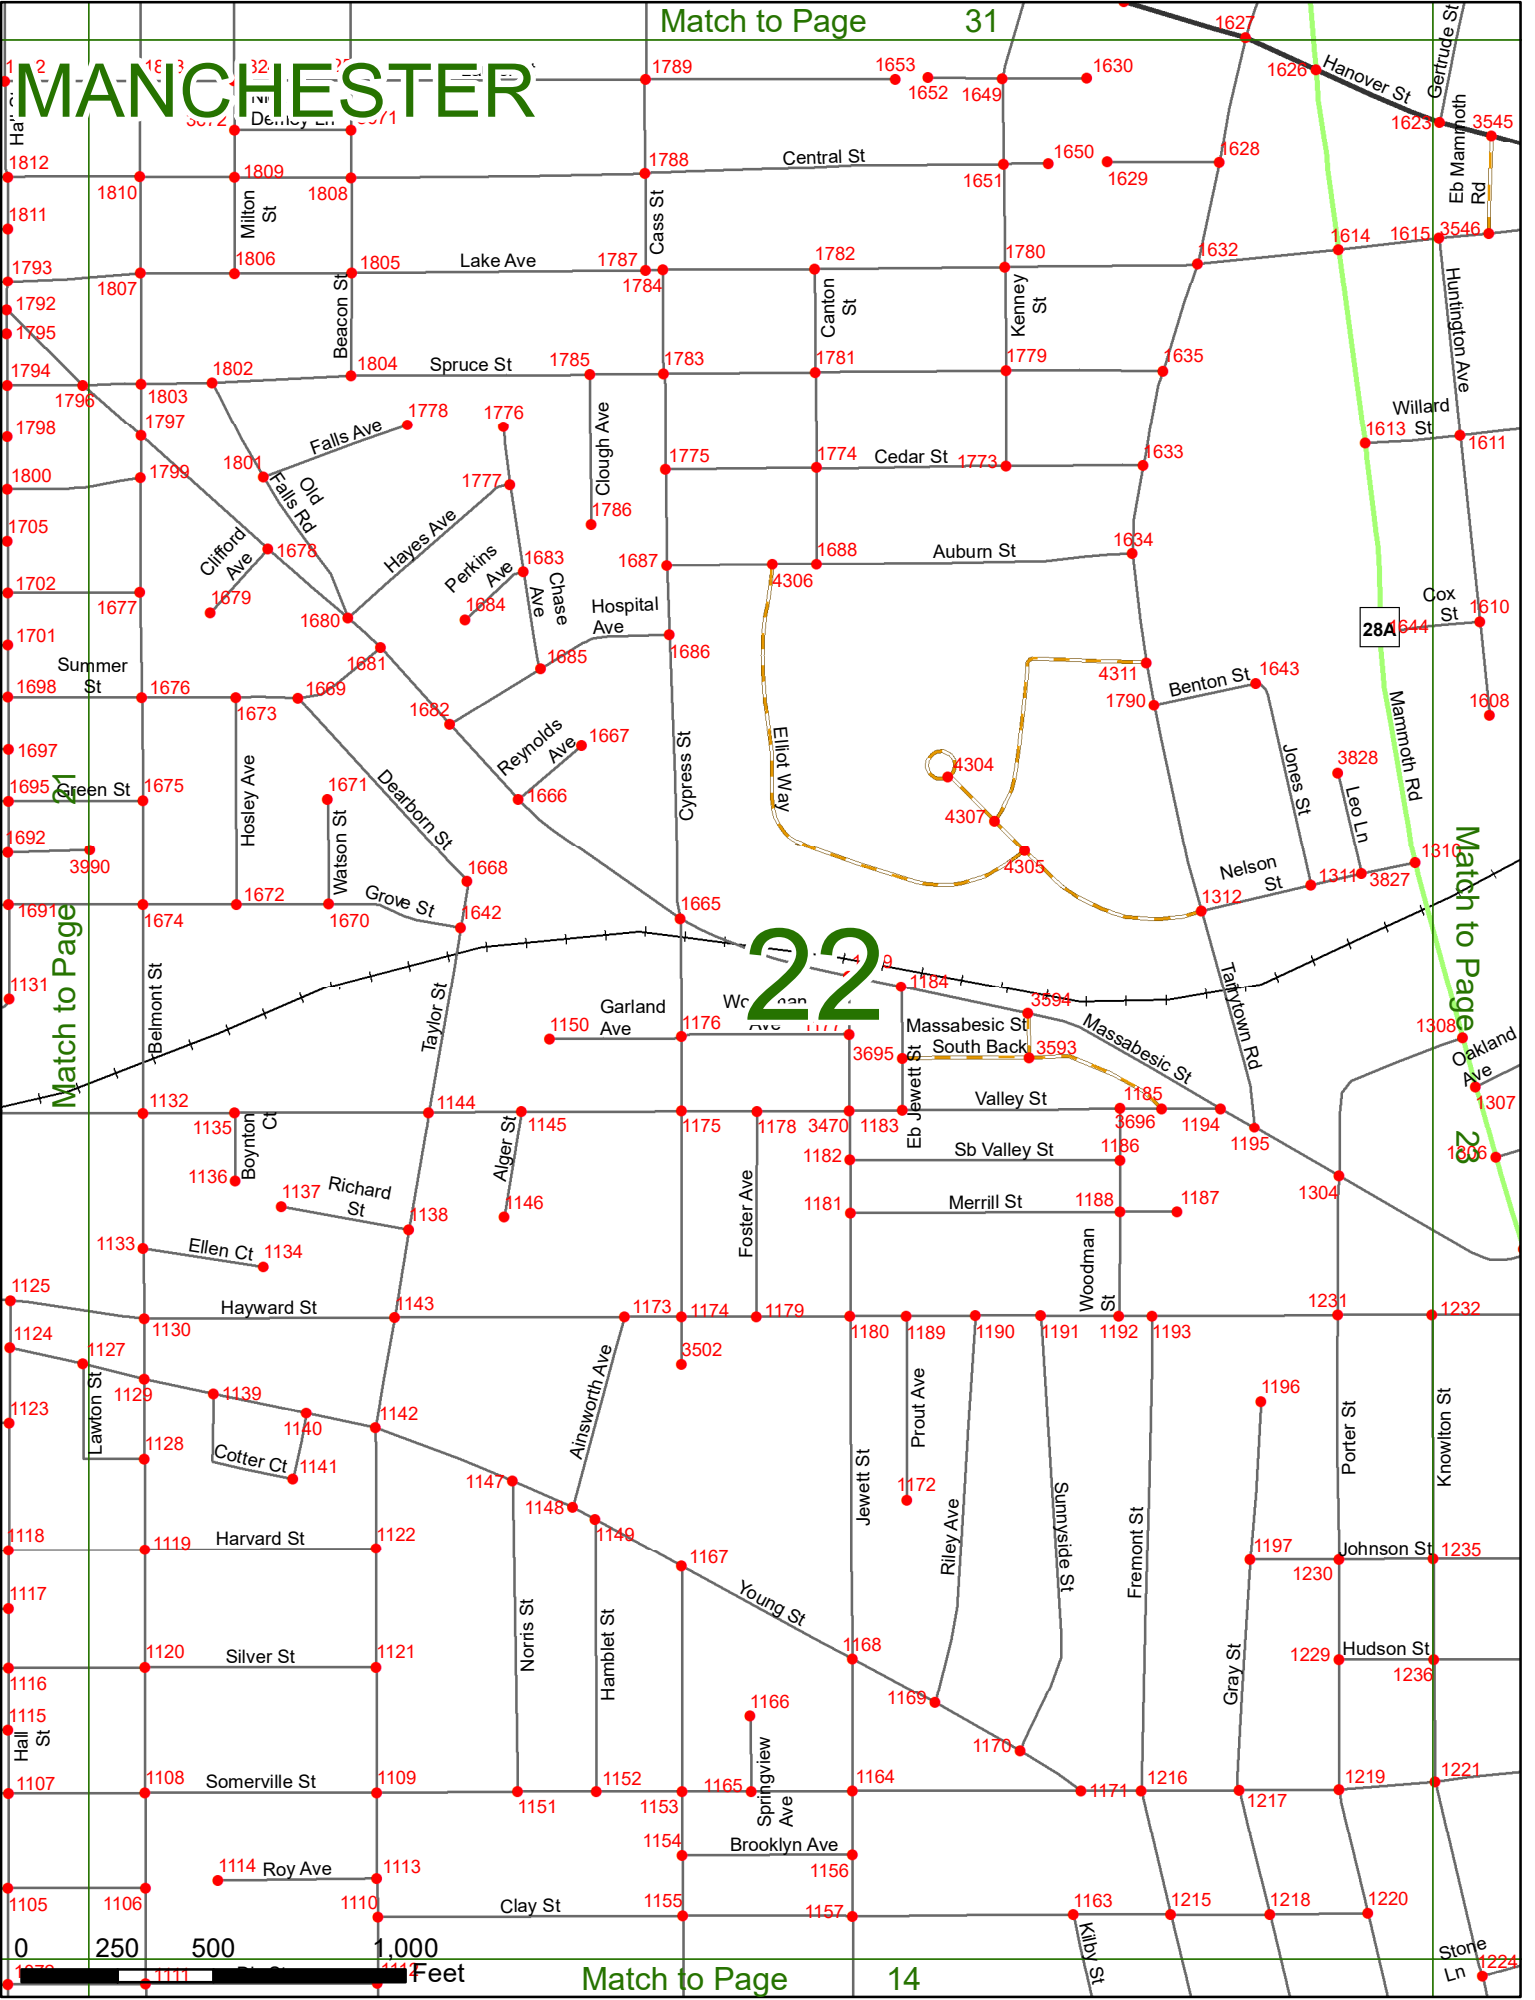 Match to Page 31
MANCHESTER
1627
1626
Hanover St
Gertrude St
1623
3545
Eb Mammoth
Rd
1789
1653
1652
1649
1630
Central St
1812
1810
1809
1808
1788
1651
1650
1629
1628
Milton
St
Cass St
1811
1793
1807
1806
1805
Lake Ave
1787
1784
1782
1780
1632
1614
1615
3546
1792
1795
Beacon St
Canton
St
Kenney
St
Huntington Ave
1794
1796
1803
1802
1804
Spruce St
1785
1783
1781
1779
1635
1798
1797
1778
1776
Falls Ave
Clough Ave
Willard
St
1613
1611
1800
1799
1801
Old
Falls Rd
1777
1775
1774
Cedar St
1773
1633
1705
1786
Hayes Ave
Clifford
Ave
1678
1679
Perkins
Ave
1683
1684
Chase
Ave
1687
4306
1688
Auburn St
1634
1702
1677
1680
Hospital
Ave
Cox
St
1610
28A
1644
1701
1681
1685
1686
4311
Summer
St
1698
1676
1673
1669
1682
1790
Benton St
1643
1608
1697
Reynolds
Ave
1667
Cypress St
Elliot Way
4304
Mammoth Rd
3828
1695
Green St
1675
21
Hosley Ave
1671
Watson St
Dearborn St
1666
4307
Jones St
Leo Ln
1692
3990
1668
4305
Nelson
St
1311
3827
1310
1691
1674
1672
1670
Grove St
1642
1665
1312
Match to Page
Match to Page
22
1131
Belmont St
Taylor St
1184
3594
Tarrytown Rd
1308
Garland
Ave
1150
1176
Massabesic St
South Back
3695
3593
Massabesic St
Oakland
Ave
1307
Eb Jewett St
1132
1135
Boynton
Ct
1144
1145
Alger St
1175
1178
3470
1183
Valley St
1185
3696
1194
1195
23
1306
1136
1182
Sb Valley St
1186
1304
1137
Richard
St
1138
1146
Foster Ave
1181
Merrill St
1188
1187
1133
Ellen Ct
1134
Woodman
St
1125
1130
Hayward St
1143
1173
1174
1179
1180
1189
1190
1191
1192
1193
1231
1232
1124
1127
1129
3502
Lawton St
1139
1140
1142
Ainsworth Ave
Prout Ave
1196
1123
1128
Cotter Ct
1141
1147
1148
1149
Jewett St
1172
Riley Ave
Sunnyside St
Fremont St
Porter St
Knowlton St
1118
1119
Harvard St
1122
1167
1197
1230
Johnson St
1235
1117
Norris St
Hamblet St
Young St
1116
1120
Silver St
1121
1168
1169
Gray St
1229
Hudson St
1236
1115
Hall
St
1166
Springview
Ave
1170
1107
1108
Somerville St
1109
1151
1152
1153
1165
1164
1171
1216
1217
1219
1221
1154
Brooklyn Ave
1156
1114
Roy Ave
1113
1105
1106
1110
Clay St
1155
1157
1163
1215
1218
1220
Kilby St
0 250 500 1,000
Feet
1111
Match to Page 14
Stone
Ln
1224